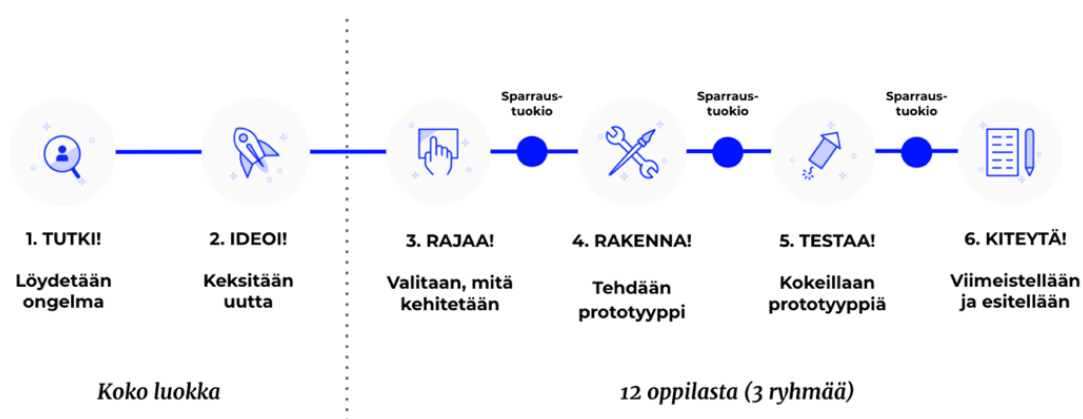 Sparraus-
tuokio
Sparraus-
tuokio
Sparraus-
tuokio
1. TUTKI!
Löydetään
ongelma
2. IDEOI!
Keksitään
uutta
3. RAJAA!
Valitaan, mitä
kehitetään
4. RAKENNA!
Tehdään
prototyyppi
5. TESTAA!
Kokeillaan
prototyyppiä
6. KITEYTÄ!
Viimeistellään
ja esitellään
Koko luokka
12 oppilasta (3 ryhmää)